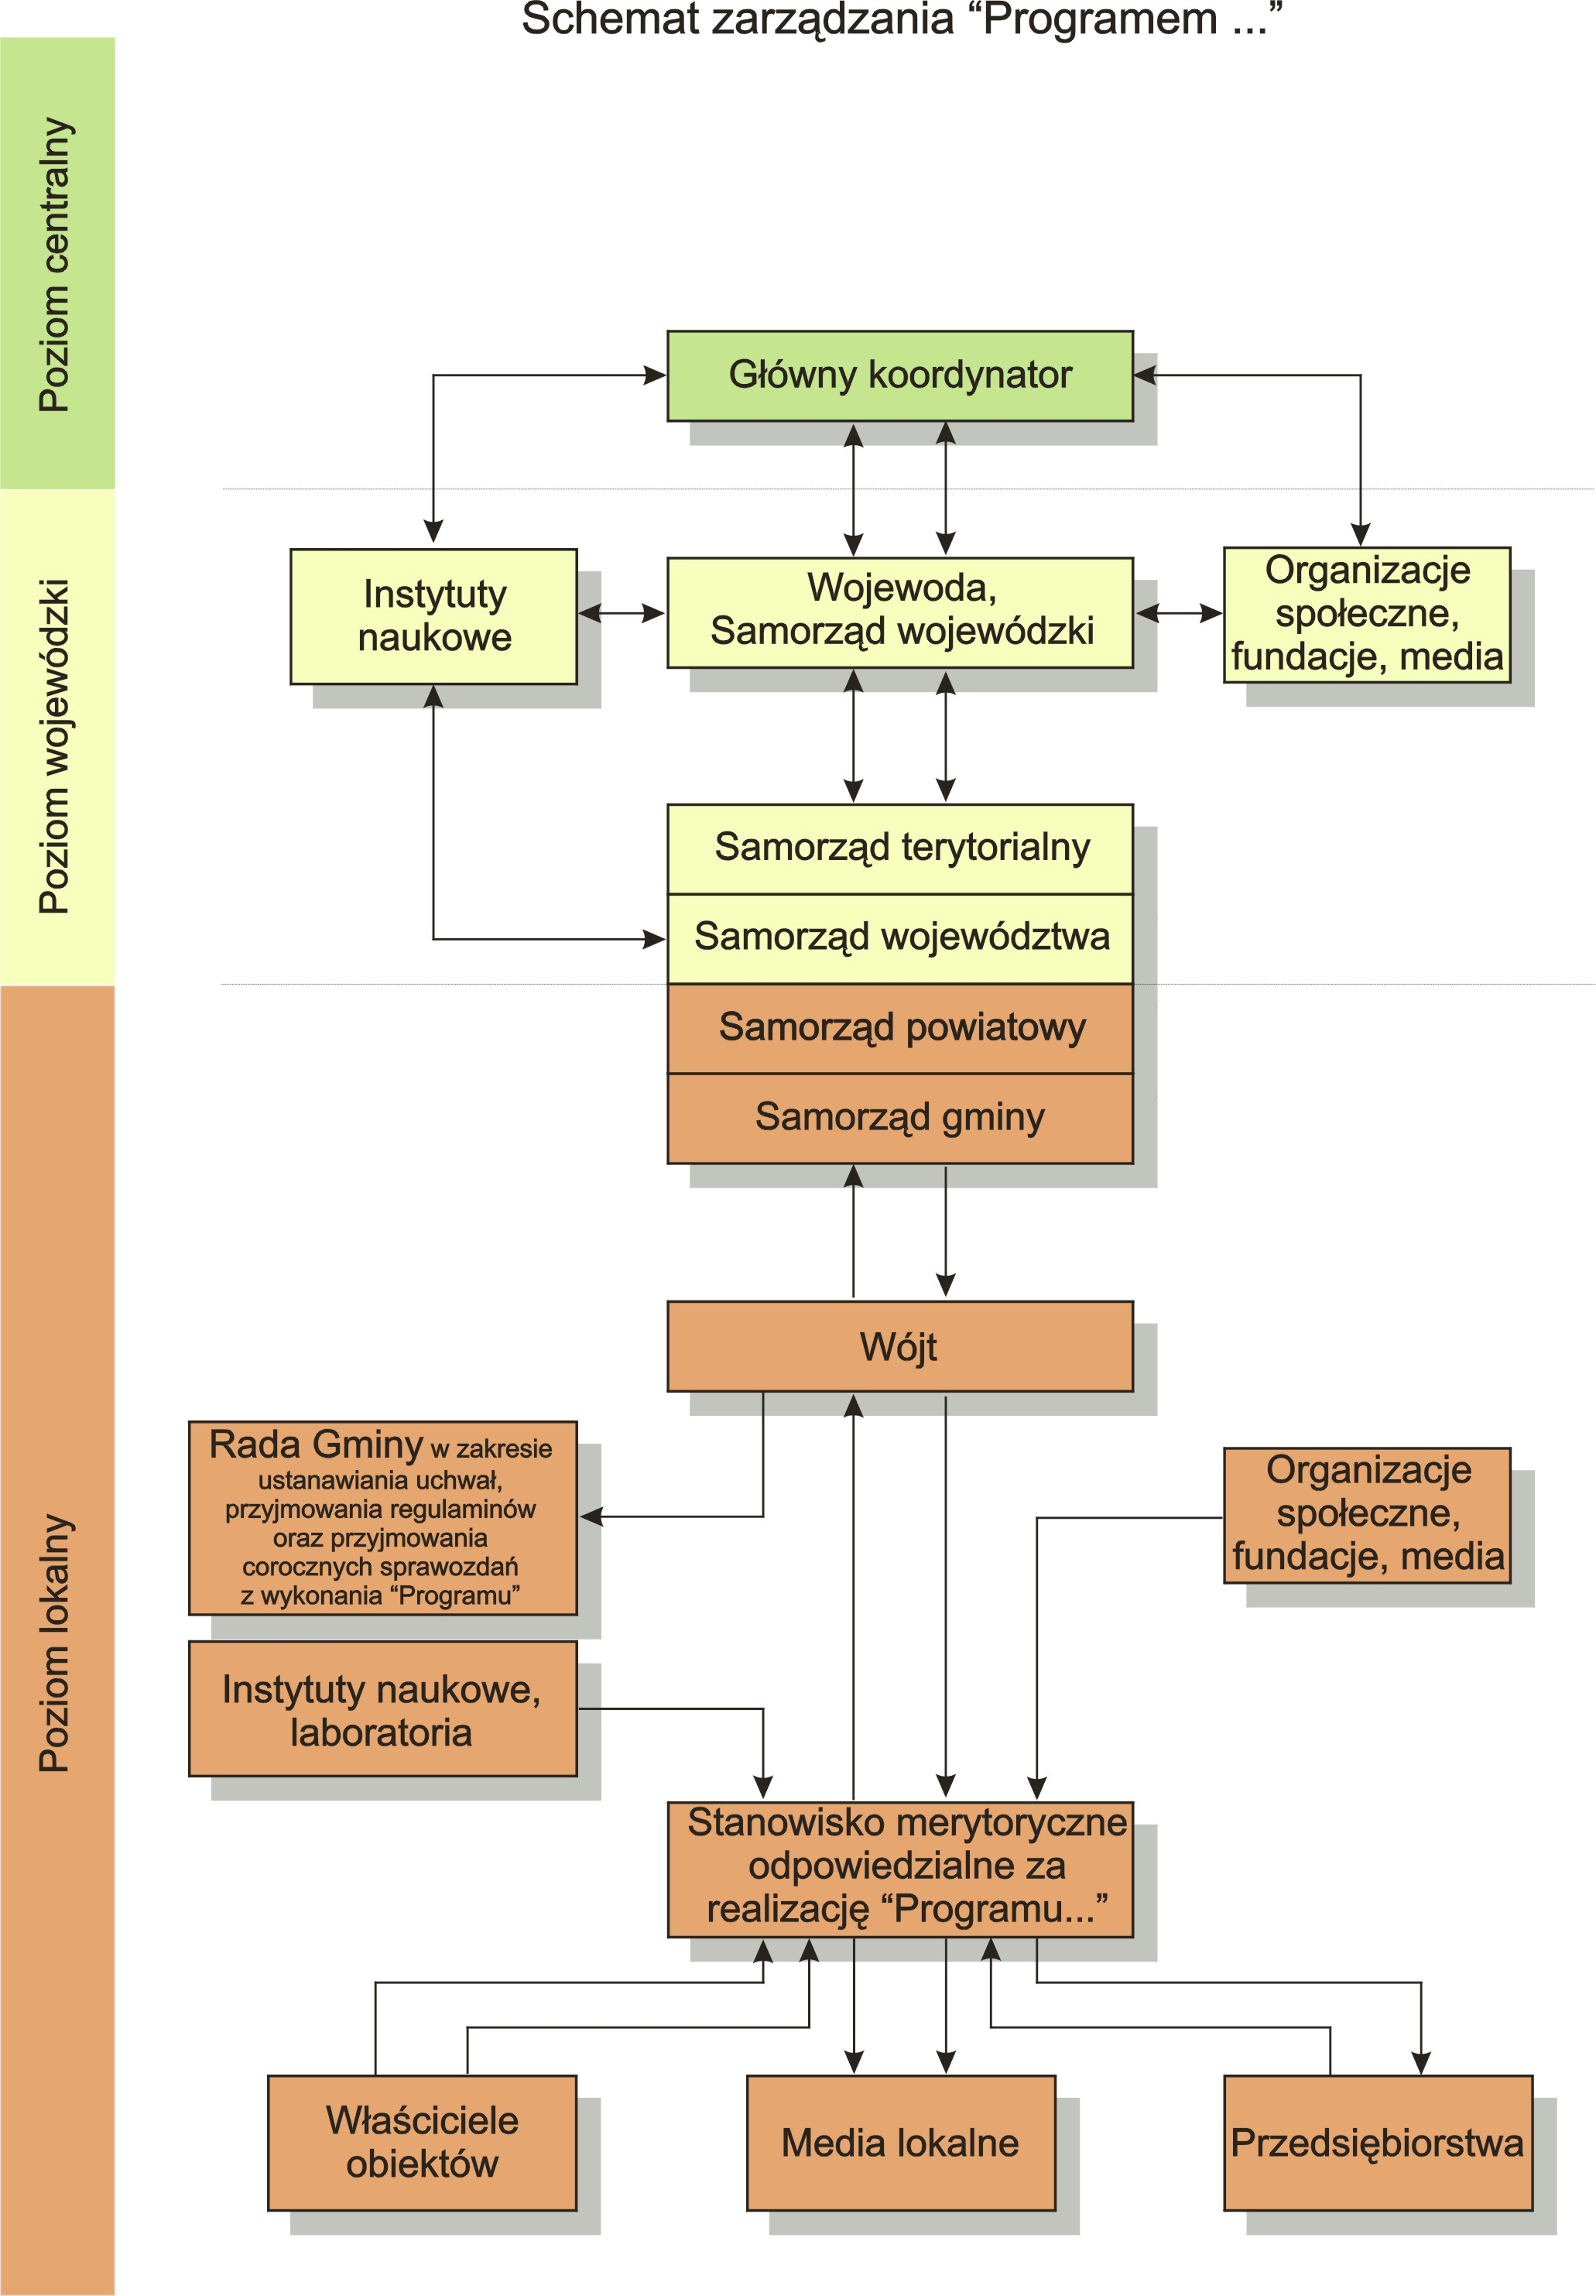 Schemat zarządzania “Programem ...”
Poziom centralny
Główny koordynator
Poziom wojewódzki
Instytuty
naukowe
Wojewoda,
Samorząd wojewódzki
Organizacje
społeczne,
fundacje, media
Samorząd terytorialny
Samorząd województwa
Poziom lokalny
Samorząd powiatowy
Samorząd gminy
Wójt
Rada Gminy w zakresie
ustanawiania uchwał,
przyjmowania regulaminów
oraz przyjmowania
corocznych sprawozdań
z wykonania “Programu”
Organizacje
społeczne,
fundacje, media
Instytuty naukowe,
laboratoria
Stanowisko merytoryczne
odpowiedzialne za
realizację “Programu...”
Właściciele
obiektów
Media lokalne
Przedsiębiorstwa